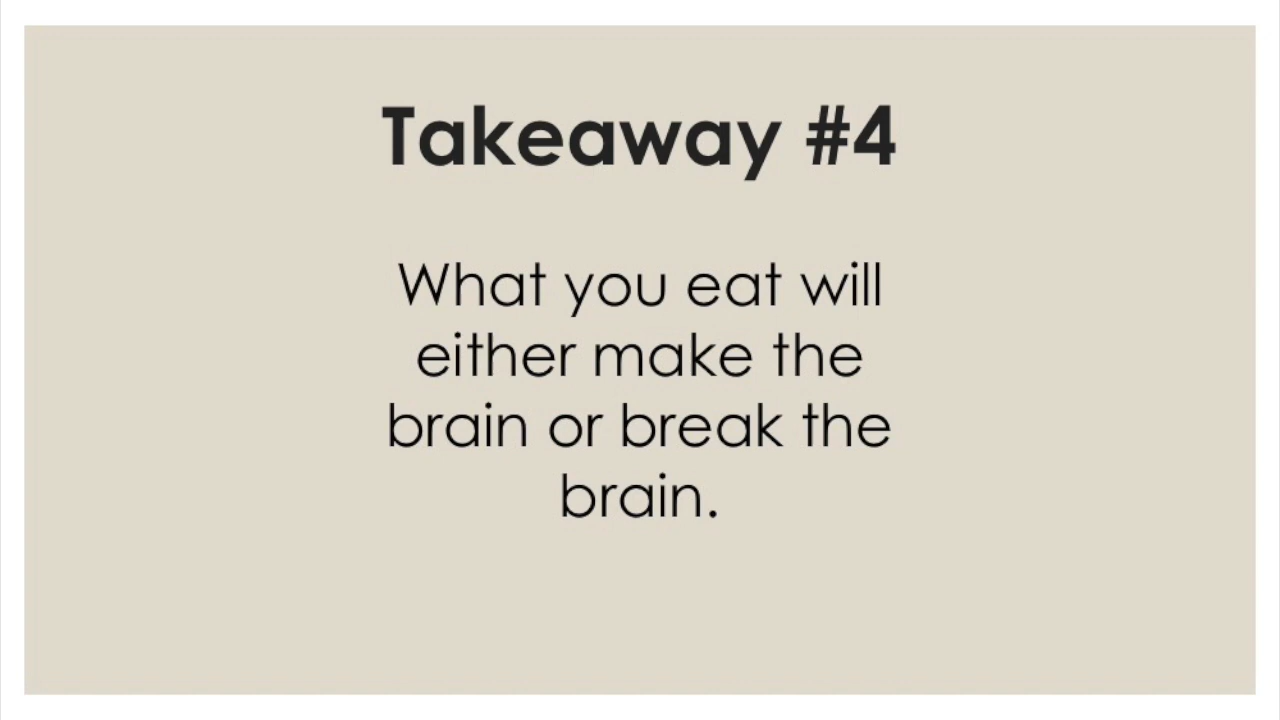 Takeaway #4
What you eat will
either make the
brain or break the
brain.